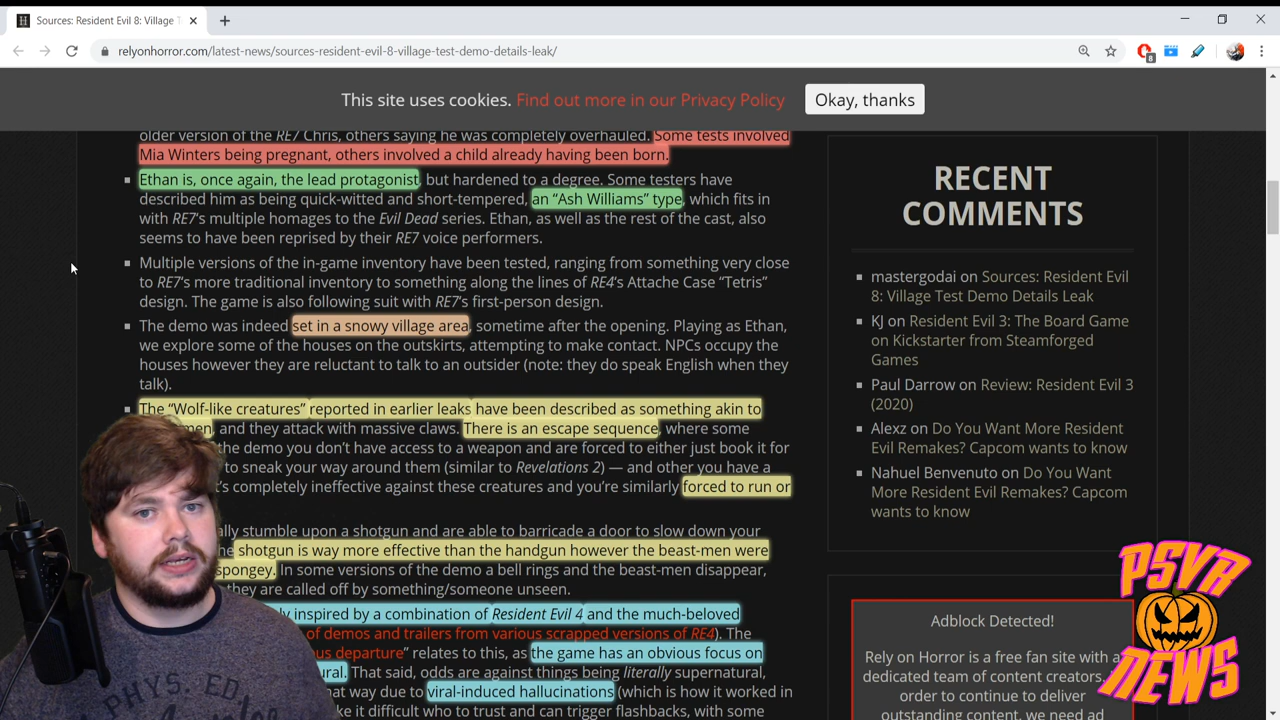 Sources: Resident Evil 8: Village T
relyonhorror.com/latest-news/sources-resident-evil-8-village-test-demo-details-leak/
8
This site uses cookies. Find out more in our Privacy Policy
Okay, thanks
older version of the RE7 Chris, others saying he was completely overhauled. Some tests involved
Mia Winters being pregnant, others involved a child already having been born.
Ethan is, once again, the lead protagonist, but hardened to a degree. Some testers have
described him as being quick-witted and short-tempered, an “Ash Williams” type, which fits in
with RE7's multiple homages to the Evil Dead series. Ethan, as well as the rest of the cast, also
seems to have been reprised by their RE7 voice performers.
Multiple versions of the in-game inventory have been tested, ranging from something very close
to RE7's more traditional inventory to something along the lines of RE4's Attache Case “Tetris”
design. The game is also following suit with RE7's first-person design.
The demo was indeed set in a snowy village area, sometime after the opening. Playing as Ethan,
we explore some of the houses on the outskirts, attempting to make contact. NPCs occupy the
houses however they are reluctant to talk to an outsider (note: they do speak English when they
talk).
The “Wolf-like creatures” reported in earlier leaks have been described as something akin to
men, and they attack with massive claws. There is an escape sequence, where some
the demo you don't have access to a weapon and are forced to either just book it for
to sneak your way around them (similar to Revelations 2) — and other you have a
's completely ineffective against these creatures and you're similarly forced to run or
ally stumble upon a shotgun and are able to barricade a door to slow down your
he shotgun is way more effective than the handgun however the beast-men were
spongey. In some versions of the demo a bell rings and the beast-men disappear,
they are called off by something/someone unseen.
ly inspired by a combination of Resident Evil 4 and the much-beloved
of demos and trailers from various scrapped versions of RE4). The
ous departure” relates to this, as the game has an obvious focus on
ural. That said, odds are against things being literally supernatural,
hat way due to viral-induced hallucinations (which is how it worked in
ke it difficult who to trust and can trigger flashbacks, with some
RECENT
COMMENTS
mastergodai on Sources: Resident Evil
8: Village Test Demo Details Leak
KJ on Resident Evil 3: The Board Game
on Kickstarter from Steamforged
Games
Paul Darrow on Review: Resident Evil 3
(2020)
Alexz on Do You Want More Resident
Evil Remakes? Capcom wants to know
Nahuel Benvenuto on Do You Want
More Resident Evil Remakes? Capcom
wants to know
Adblock Detected!
Rely on Horror is a free fan site with a
dedicated team of content creators.
order to continue to deliver
outstanding content, we need ad
PSVR
NEWS
PHYS. ED